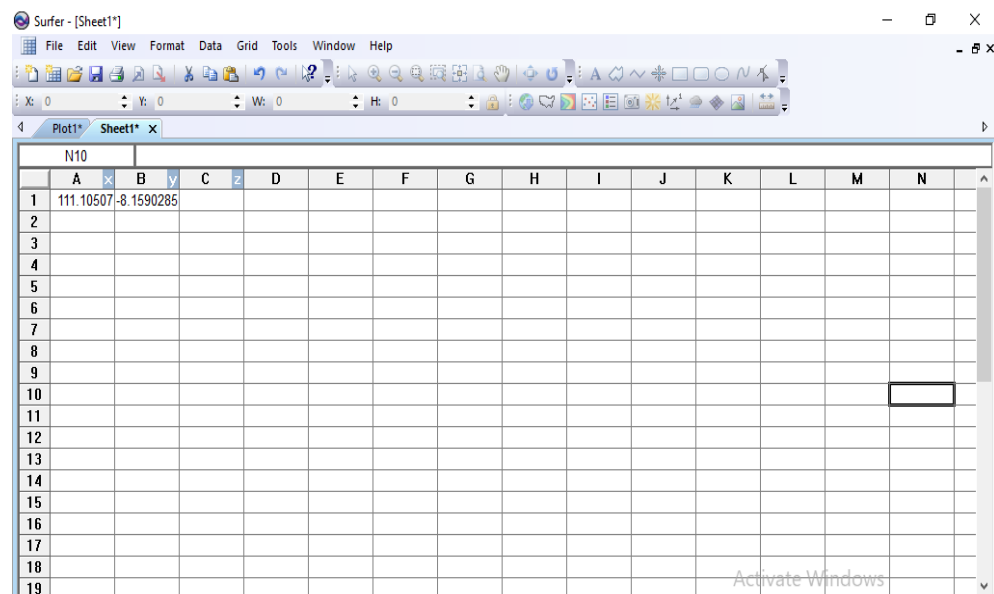 Surfer - [Sheet1*]
File Edit View Format Data Grid Tools Window Help
X: 0 Y: 0 W: 0 H: 0
Plot1* Sheet1* X
N10
A x B y C z D E F G H I J K L M N
1 111.10507 -8.1590285
2
3
4
5
6
7
8
9
10
11
12
13
14
15
16
17
18
Activate Windows
19